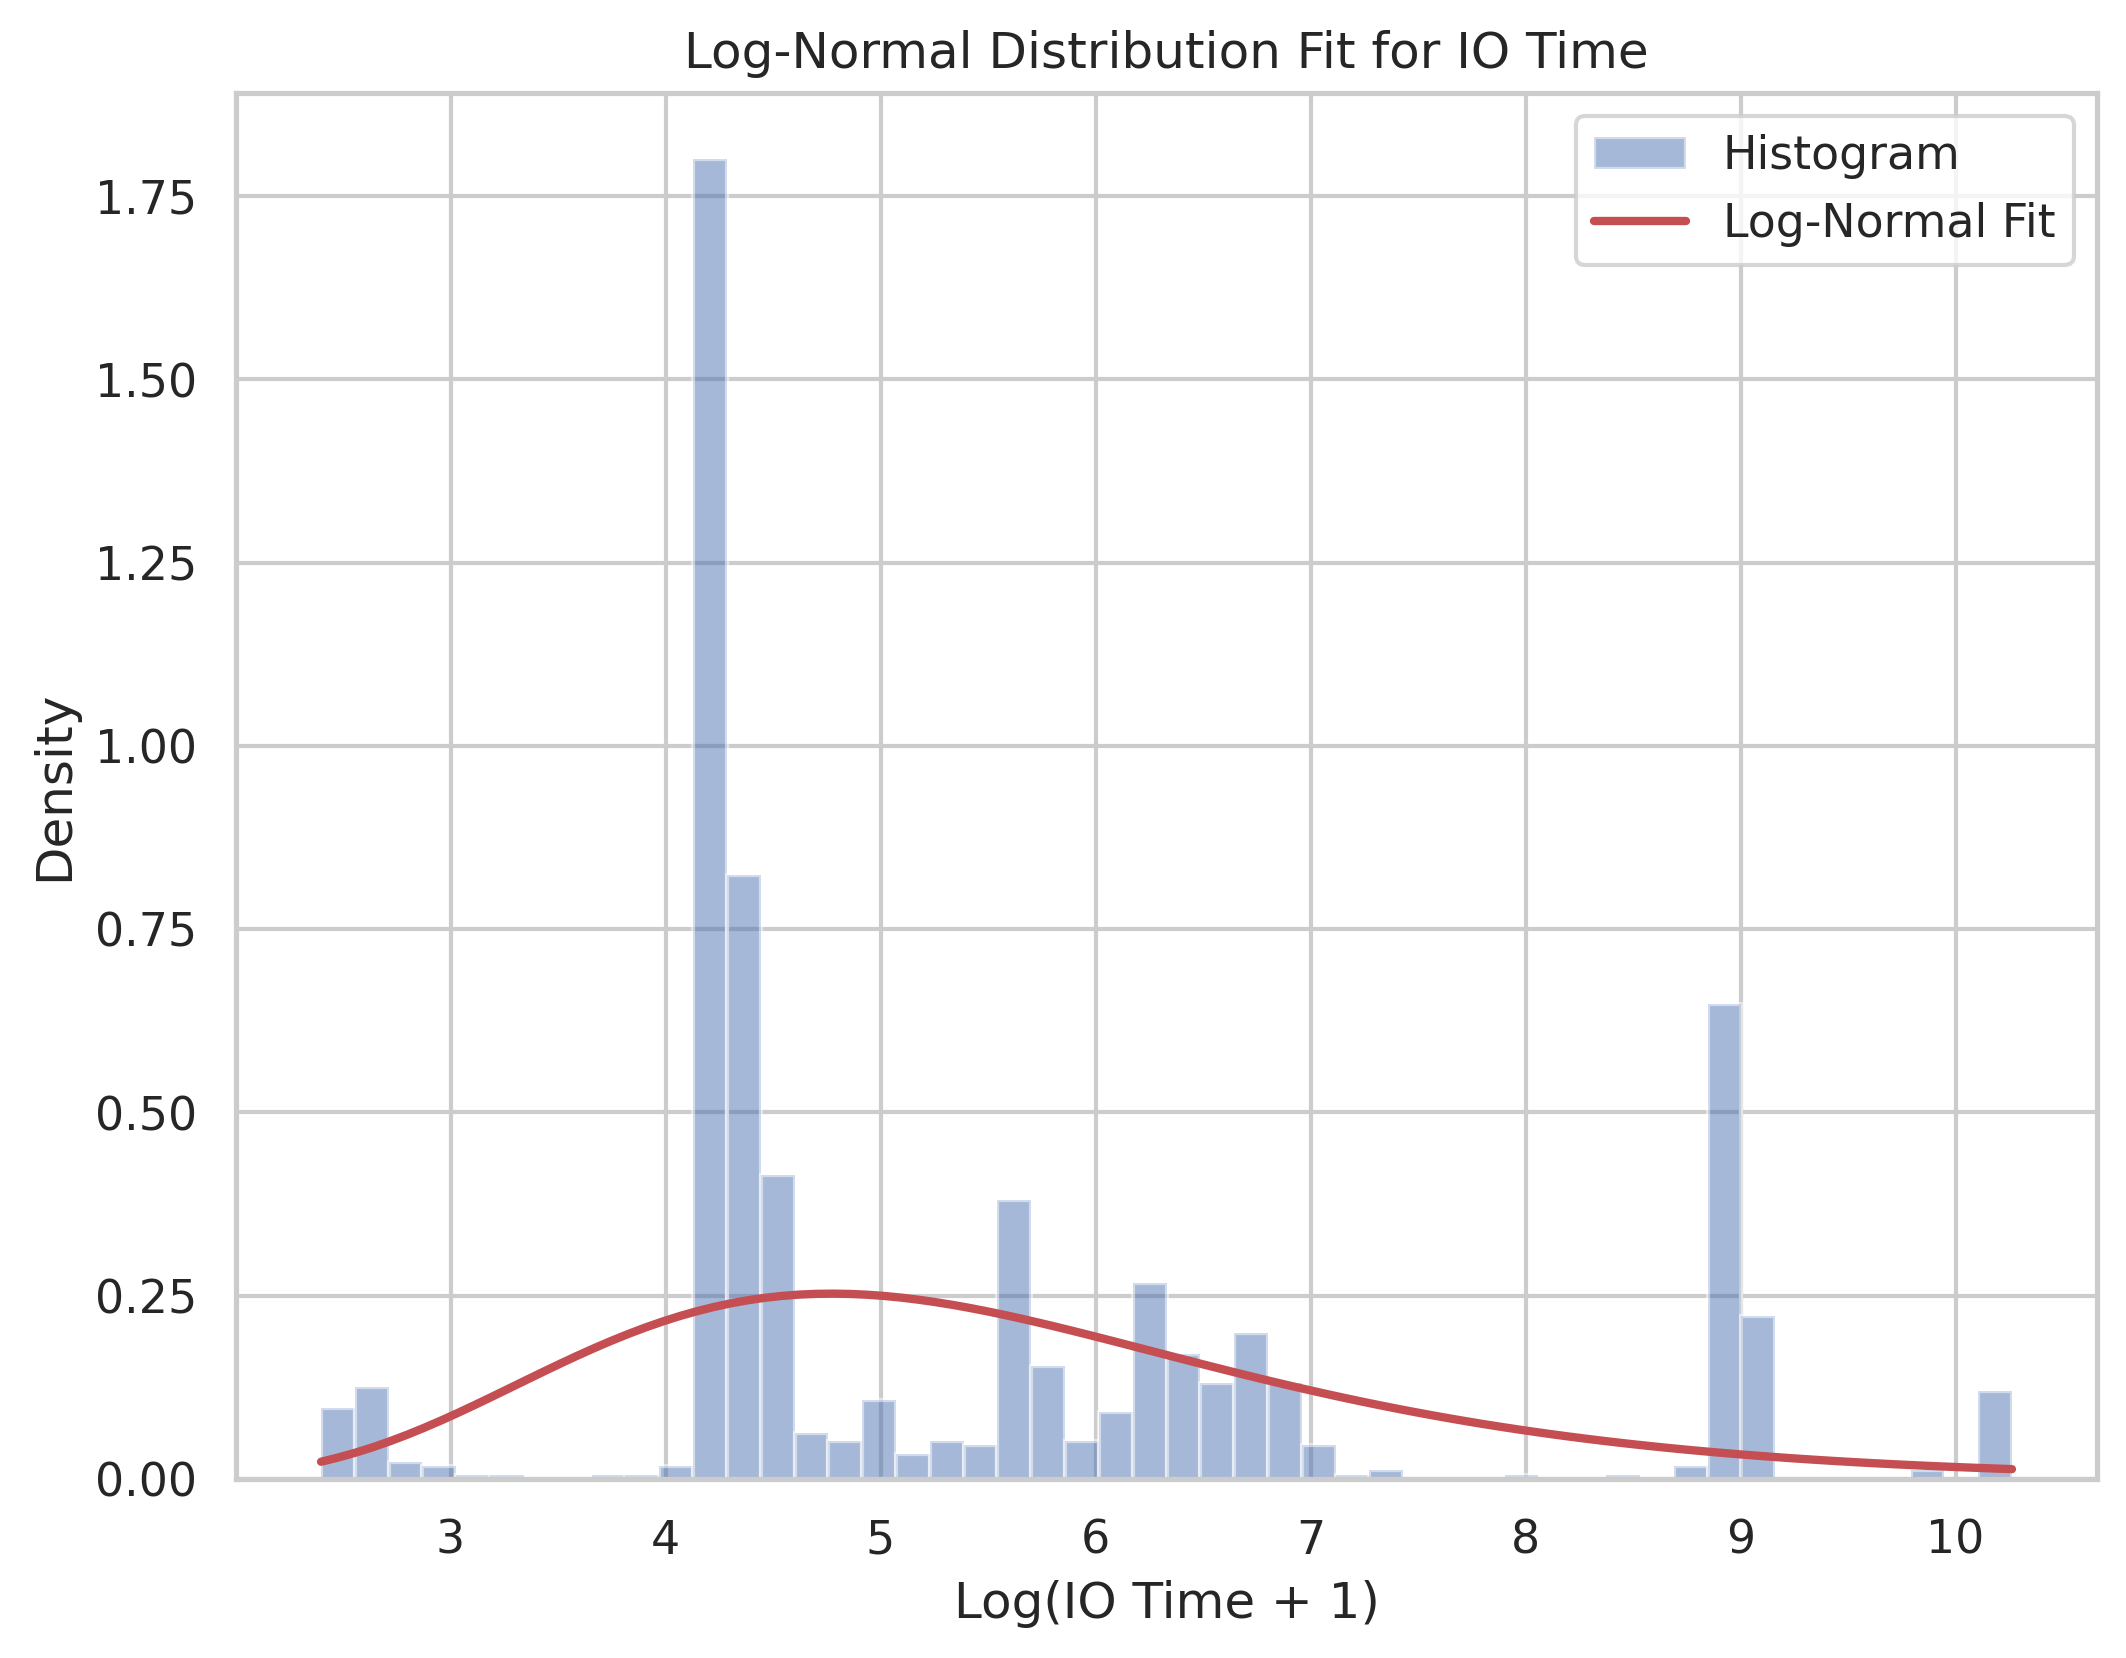 Log-Normal Distribution Fit for IO Time
Histogram
Log-Normal Fit
Density
1.75
1.50
1.25
1.00
0.75
0.50
0.25
0.00
3 4 5 6 7 8 9 10
Log(IO Time + 1)